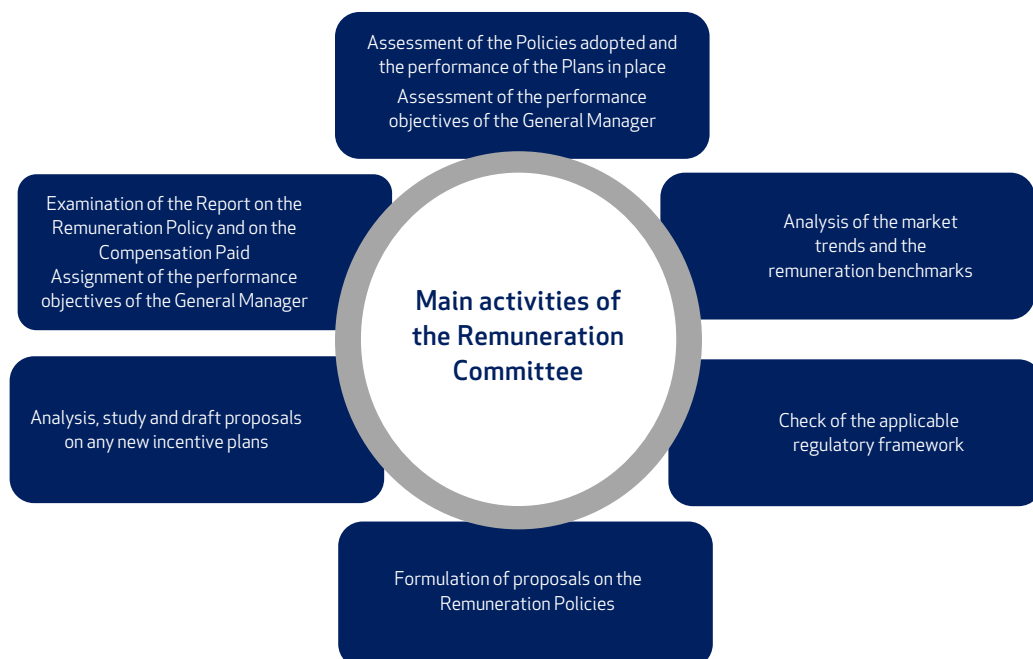 Assessment of the Policies adopted and
the performance of the Plans in place
Assessment of the performance
objectives of the General Manager
Examination of the Report on the
Remuneration Policy and on the
Compensation Paid
Assignment of the performance
objectives of the General Manager
Analysis of the market
trends and the
remuneration benchmarks
Main activities of
the Remuneration
Committee
Analysis, study and draft proposals
on any new incentive plans
Check of the applicable
regulatory framework
Formulation of proposals on the
Remuneration Policies